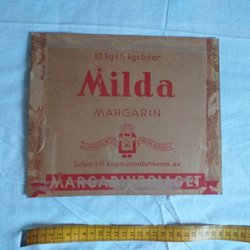 10 kg i ½ kgs-bitar
Milda
MARGARIN
Säljes till köpmannabutikerna av
MARGARINBOLAGET